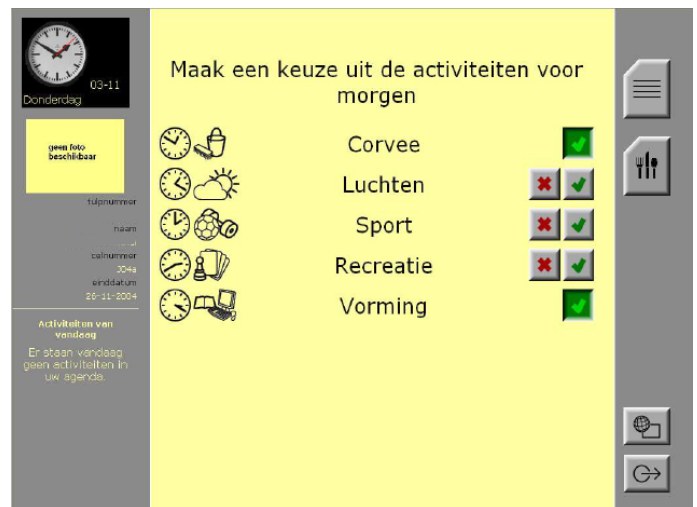 03-11
Donderdag
geen foto
beschikbaar
tulpnummer
naam
celnummer
J04a
einddatum
26-11-2004
Activiteiten van
vandaag
Er staan vandaag
geen activiteiten in
uw agenda.
Maak een keuze uit de activiteiten voor
morgen
Corvee
Luchten
Sport
Recreatie
Vorming